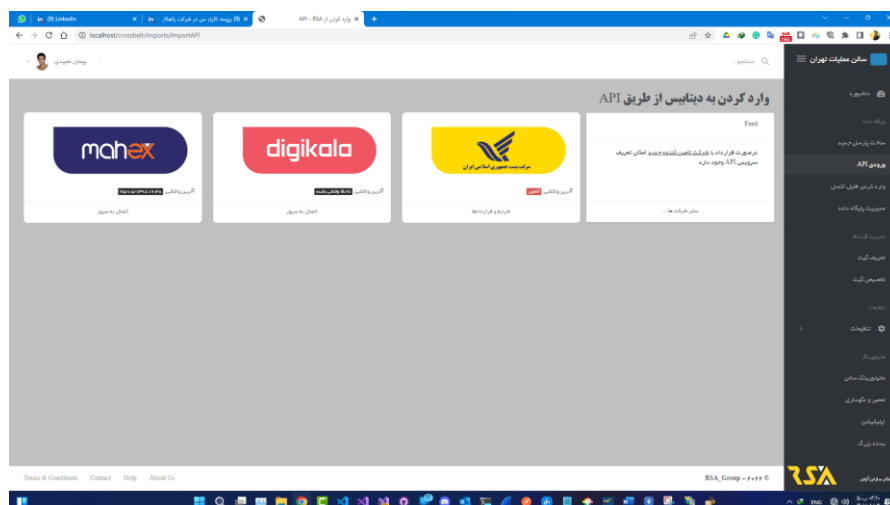 (9) LinkedIn
(9) رزومه کاری من در شرکت راهکار | in
وارد کردن از API - RSA
localhost/crossbelt/Imports/ImportAPI
جستجو...
سالن عملیات تهران
داشبورد
پایگاه داده
ساخت پارسل جدید
ورودی API
وارد کردن فایل اکسل
مدیریت پایگاه داده
مدیریت گیت ها
تعریف گیت
تخصیص گیت
تنظیمات
تنظیمات
مانیتورینگ
مانیتورینگ سالن
تعمیر و نگهداری
اپلیکیشن
بسته بزرگ
RSA
وارد کردن به دیتابیس از طریق API
Feed
درصورت قرارداد با شرکت تامین کننده جدید امکان تعریف سرویس API وجود دارد
سایر شرکت ها ...
شرکت پست جمهوری اسلامی ایران
آخرین واکشی:
شرایط و قراردادها
digikala
آخرین واکشی:
اتصال به سرور
mahex
آخرین واکشی:
اتصال به سرور
Terms & Conditions Contact Help About Us
RSA_Group - ۲۰۲۲ ©
ENG